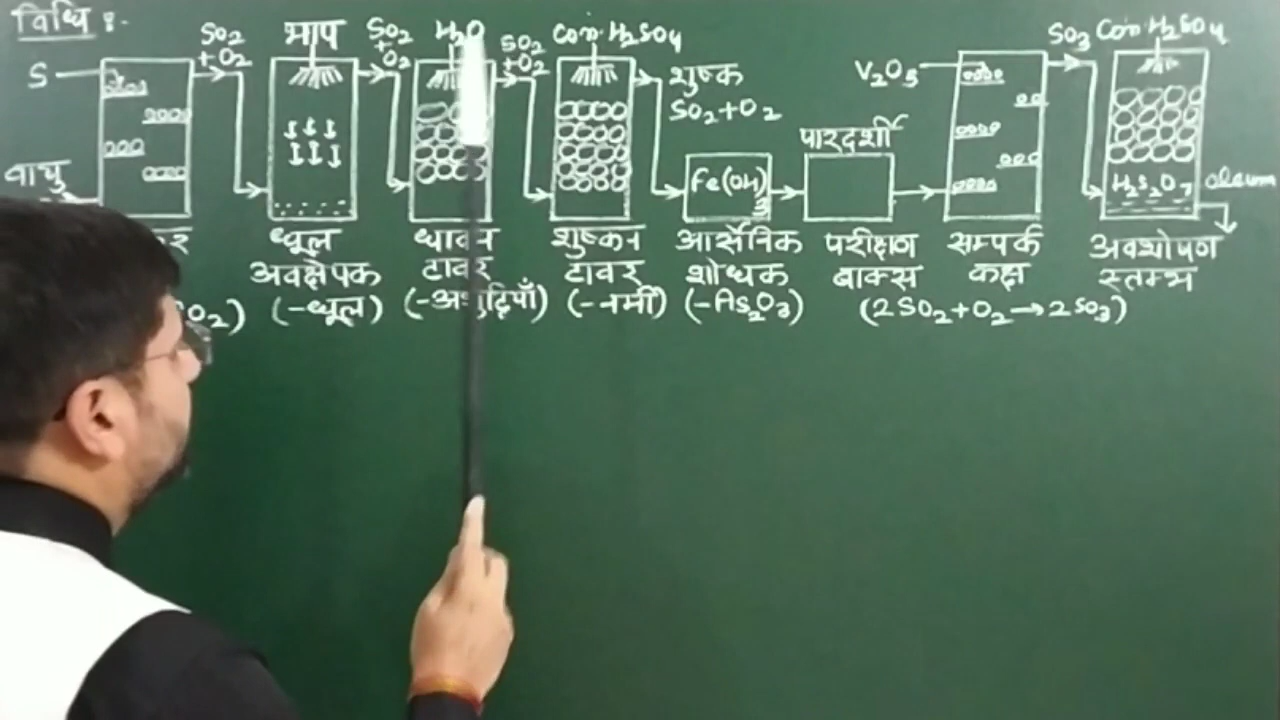 विधि :-
S
वायु
SO2 + O2
भाप
SO2 + O2
H2O
SO2 + O2
Con. H2SO4
शुष्क
SO2 + O2
Fe(OH)3
पारदर्शी
V2O5
SO3
Con. H2SO4
H2S2O7
oleum
धूल
अवक्षेपक
(-धूल)
धावन
टावर
शुष्कन
टावर
(-नमी)
आर्सेनिक
शोधक
(-As2O3)
परीक्षण
बाक्स
सम्पर्क
कक्ष
(2SO2 + O2 → 2SO3)
अवशोषण
स्तम्भ